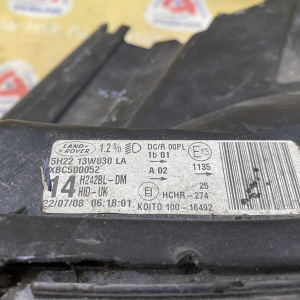 LAND-
ROVER
1.2%
DC/R 00PL
E13
5H22 13W030 LA
1b 01
XBC500052
A 02
1135
14
H242BL-DM
HID-UK
25
HCHR-274
22/07/08 06:18:01
KOITO 100-16492